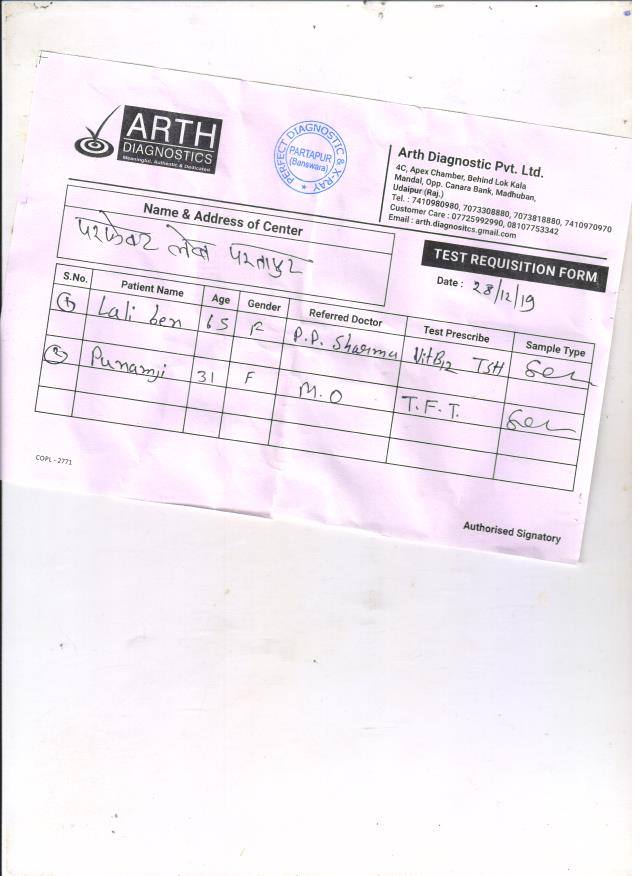 ARTH
DIAGNOSTICS
Meaningful, Authentic & Dedicated
PERFECT DIAGNOSTIC & X-RAY
PARTAPUR
(Banswara)
Arth Diagnostic Pvt. Ltd.
4C, Apex Chamber, Behind Lok Kala
Mandal, Opp. Canara Bank, Madhuban,
Udaipur (Raj.)
Tel. : 7410980980, 7073308880, 7073818880, 7410970970
Customer Care : 07725992990, 08107753342
Email : arth.diagnositcs.gmail.com
Name & Address of Center
परफेक्ट लेब परतापुर
TEST REQUISITION FORM
Date : 28/12/19
S.No. Patient Name Age Gender Referred Doctor Test Prescribe Sample Type
1 Lali ben 65 F P.P. Sharma VitB12 TSH Ser
2 Punamji 31 F M.O T.F.T. Ser
COPL - 2771
Authorised Signatory